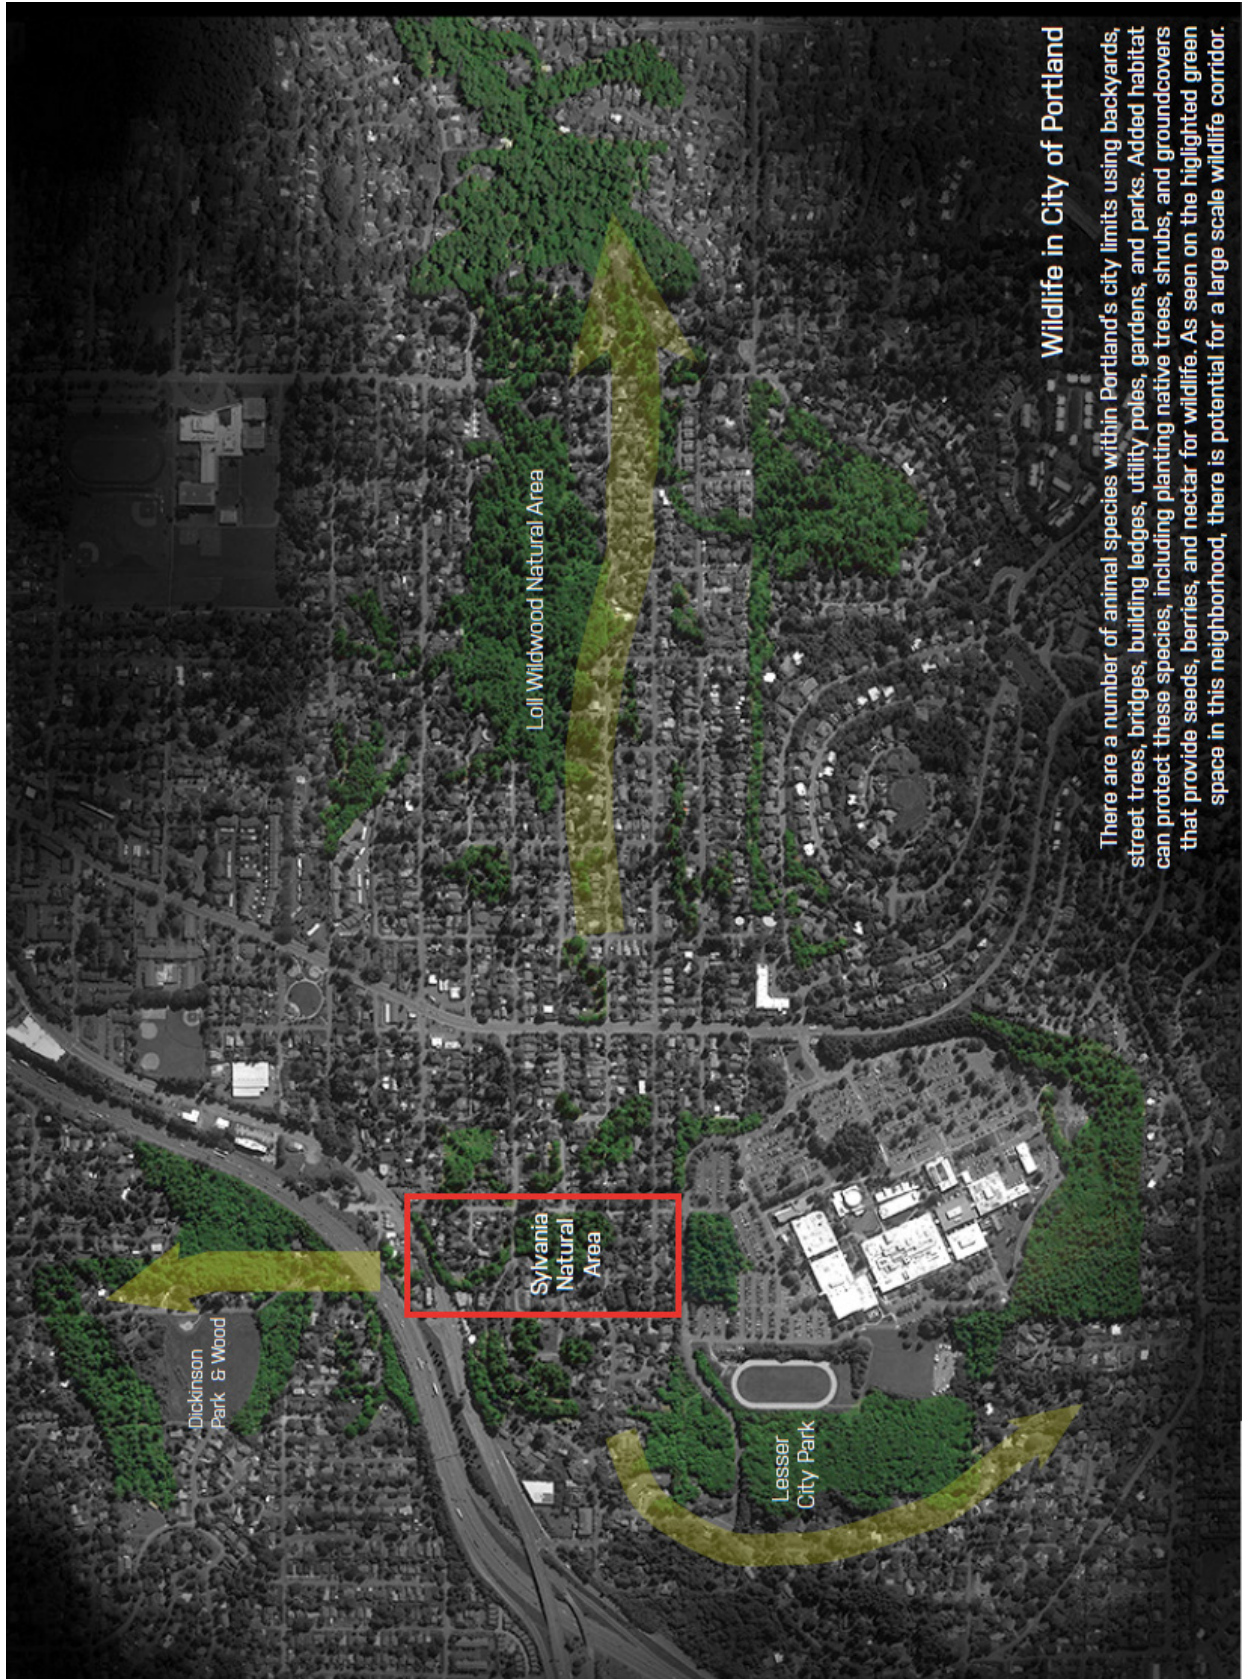 Wildlife in City of Portland
There are a number of animal species within Portland's city limits using backyards,
street trees, bridges, building ledges, utility poles, gardens, and parks. Added habitat
can protect these species, including planting native trees, shrubs, and groundcovers
that provide seeds, berries, and nectar for wildlife. As seen on the higlighted green
space in this neighborhood, there is potential for a large scale wildlife corridor.
Loll Wildwood Natural Area
Sylvania
Natural
Area
Dickinson
Park & Wood
Lesser
City Park